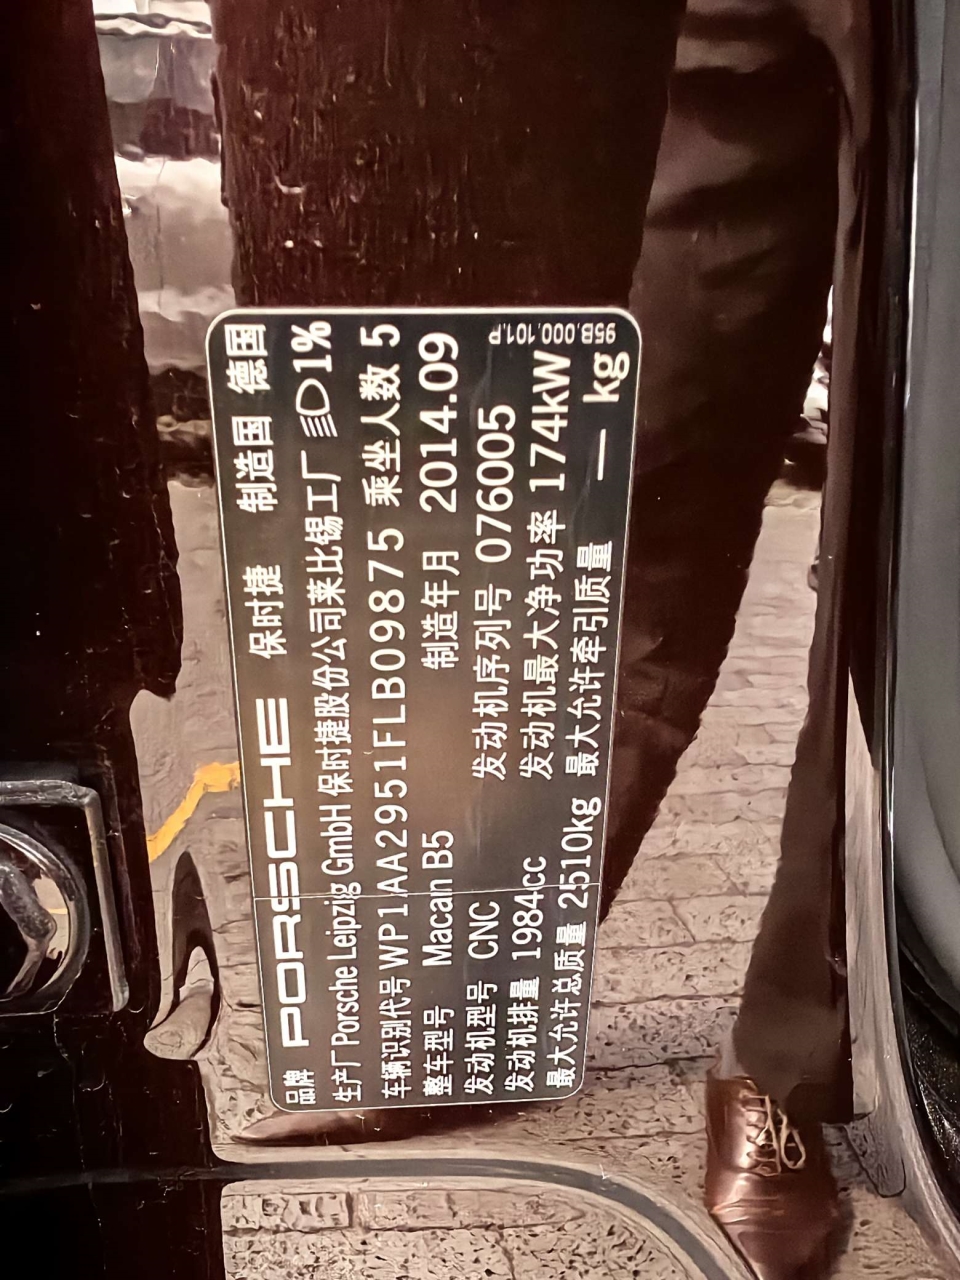 品牌 PORSCHE 保时捷 制造国 德国
生产厂 Porsche Leipzig GmbH 保时捷股份公司莱比锡工厂 1%
车辆识别代号 WP1AA2951FLB09875 乘坐人数 5
整车型号 Macan B5 制造年月 2014.09
发动机型号 CNC 发动机序列号 076005
发动机排量 1984cc 发动机最大净功率 174kW
最大允许总质量 2510kg 最大允许牵引质量 — kg
95B.000.101.P